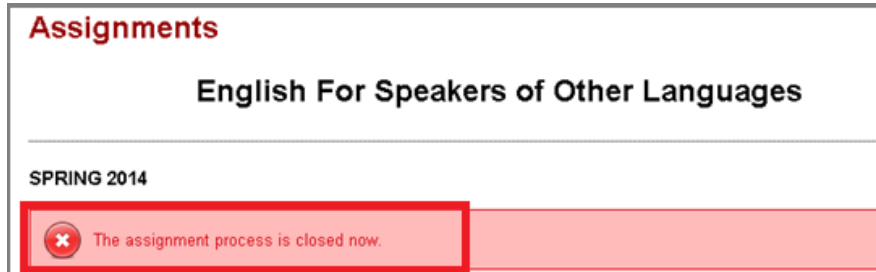 Assignments
English For Speakers of Other Languages
SPRING 2014
The assignment process is closed now.